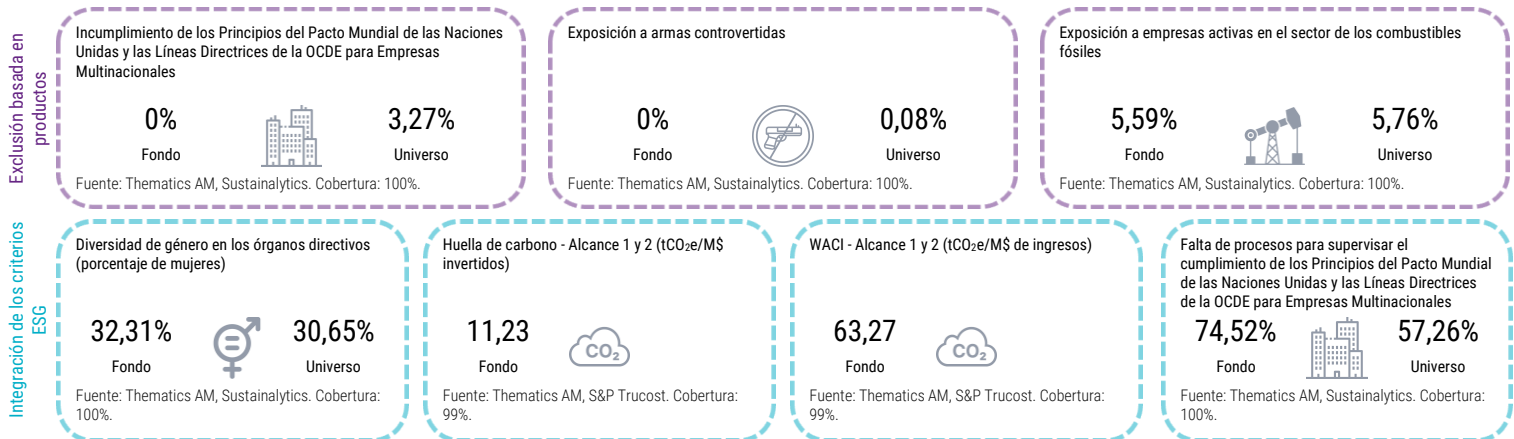 Exclusión basada en
productos
Incumplimiento de los Principios del Pacto Mundial de las Naciones
Unidas y las Líneas Directrices de la OCDE para Empresas
Multinacionales
0%
Fondo
3,27%
Universo
Fuente: Thematics AM, Sustainalytics. Cobertura: 100%.
Exposición a armas controvertidas
0%
Fondo
0,08%
Universo
Fuente: Thematics AM, Sustainalytics. Cobertura: 100%.
Exposición a empresas activas en el sector de los combustibles
fósiles
5,59%
Fondo
5,76%
Universo
Fuente: Thematics AM, Sustainalytics. Cobertura: 100%.
Integración de los criterios
ESG
Diversidad de género en los órganos directivos
(porcentaje de mujeres)
32,31%
Fondo
30,65%
Universo
Fuente: Thematics AM, Sustainalytics. Cobertura:
100%.
Huella de carbono - Alcance 1 y 2 (tCO₂e/M$
invertidos)
11,23
Fondo
CO₂
Fuente: Thematics AM, S&P Trucost. Cobertura:
99%.
WACI - Alcance 1 y 2 (tCO₂e/M$ de ingresos)
63,27
Fondo
CO₂
Fuente: Thematics AM, S&P Trucost. Cobertura:
99%.
Falta de procesos para supervisar el
cumplimiento de los Principios del Pacto Mundial
de las Naciones Unidas y las Líneas Directrices
de la OCDE para Empresas Multinacionales
74,52%
Fondo
57,26%
Universo
Fuente: Thematics AM, Sustainalytics. Cobertura:
100%.